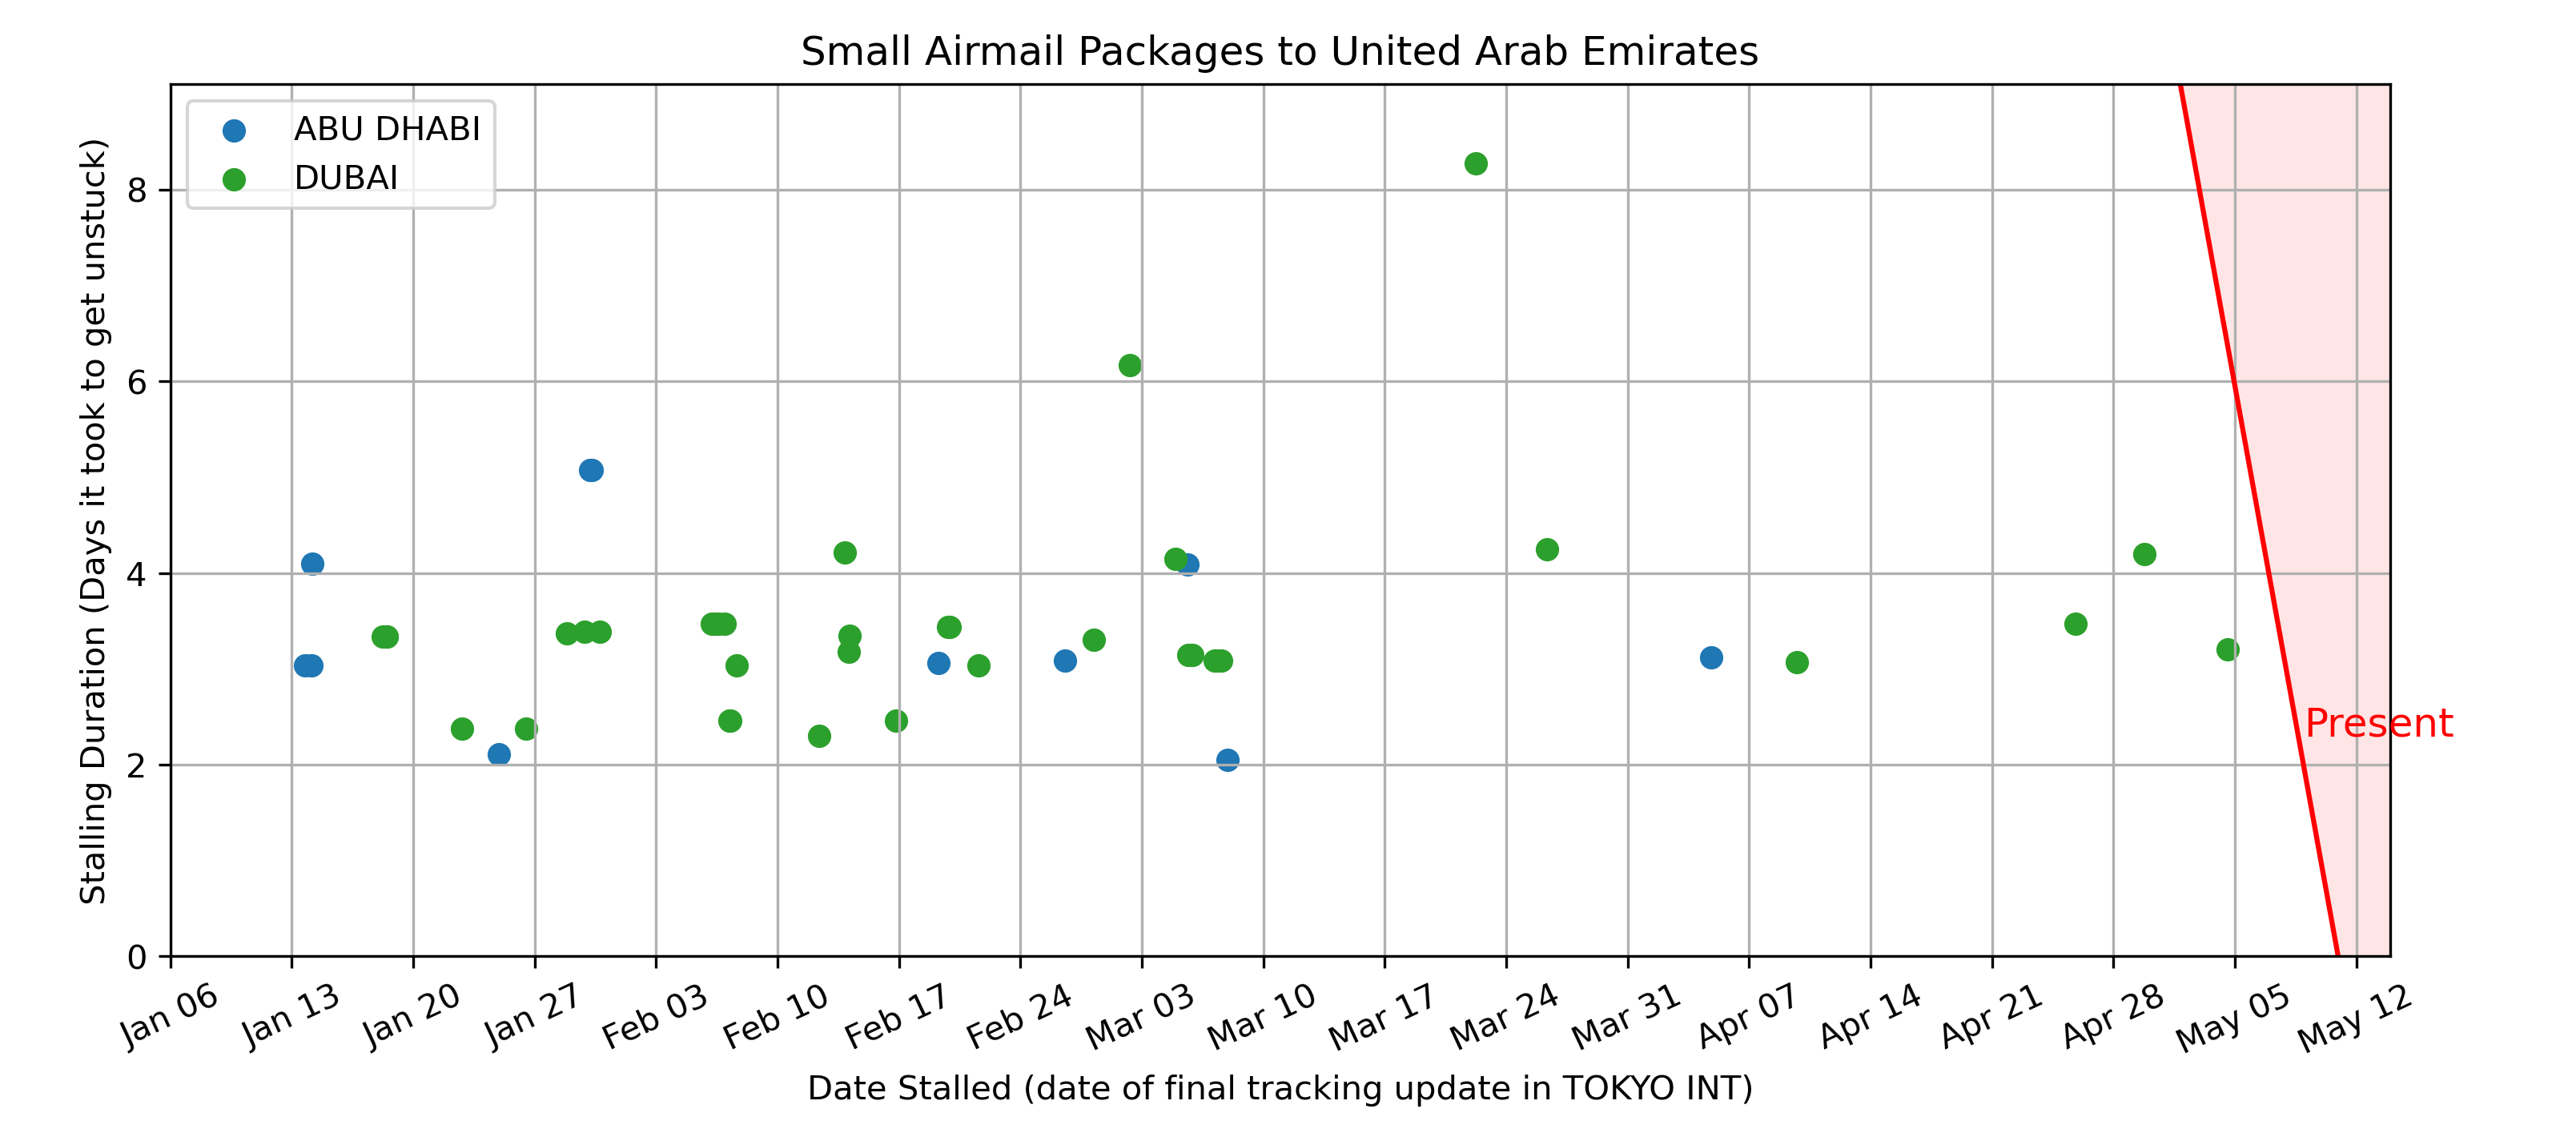 Small Airmail Packages to United Arab Emirates
ABU DHABI
DUBAI
Stalling Duration (Days it took to get unstuck)
8
6
4
2
0
Present
Jan 06
Jan 13
Jan 20
Jan 27
Feb 03
Feb 10
Feb 17
Feb 24
Mar 03
Mar 10
Mar 17
Mar 24
Mar 31
Apr 07
Apr 14
Apr 21
Apr 28
May 05
May 12
Date Stalled (date of final tracking update in TOKYO INT)